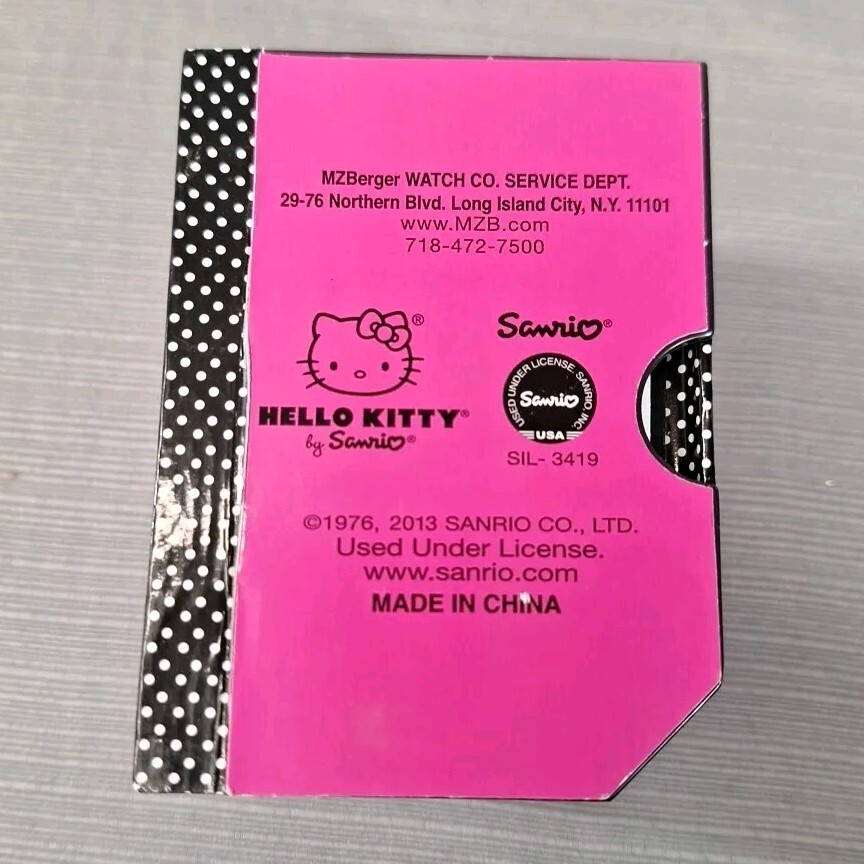 MZBerger WATCH CO. SERVICE DEPT.
29-76 Northern Blvd. Long Island City, N.Y. 11101
www.MZB.com
718-472-7500
®
HELLO KITTY®
by Sanrio®
Sanrio®
USED UNDER LICENSE, SANRIO, INC.
Sanrio
USA
SIL- 3419
©1976, 2013 SANRIO CO., LTD.
Used Under License.
www.sanrio.com
MADE IN CHINA